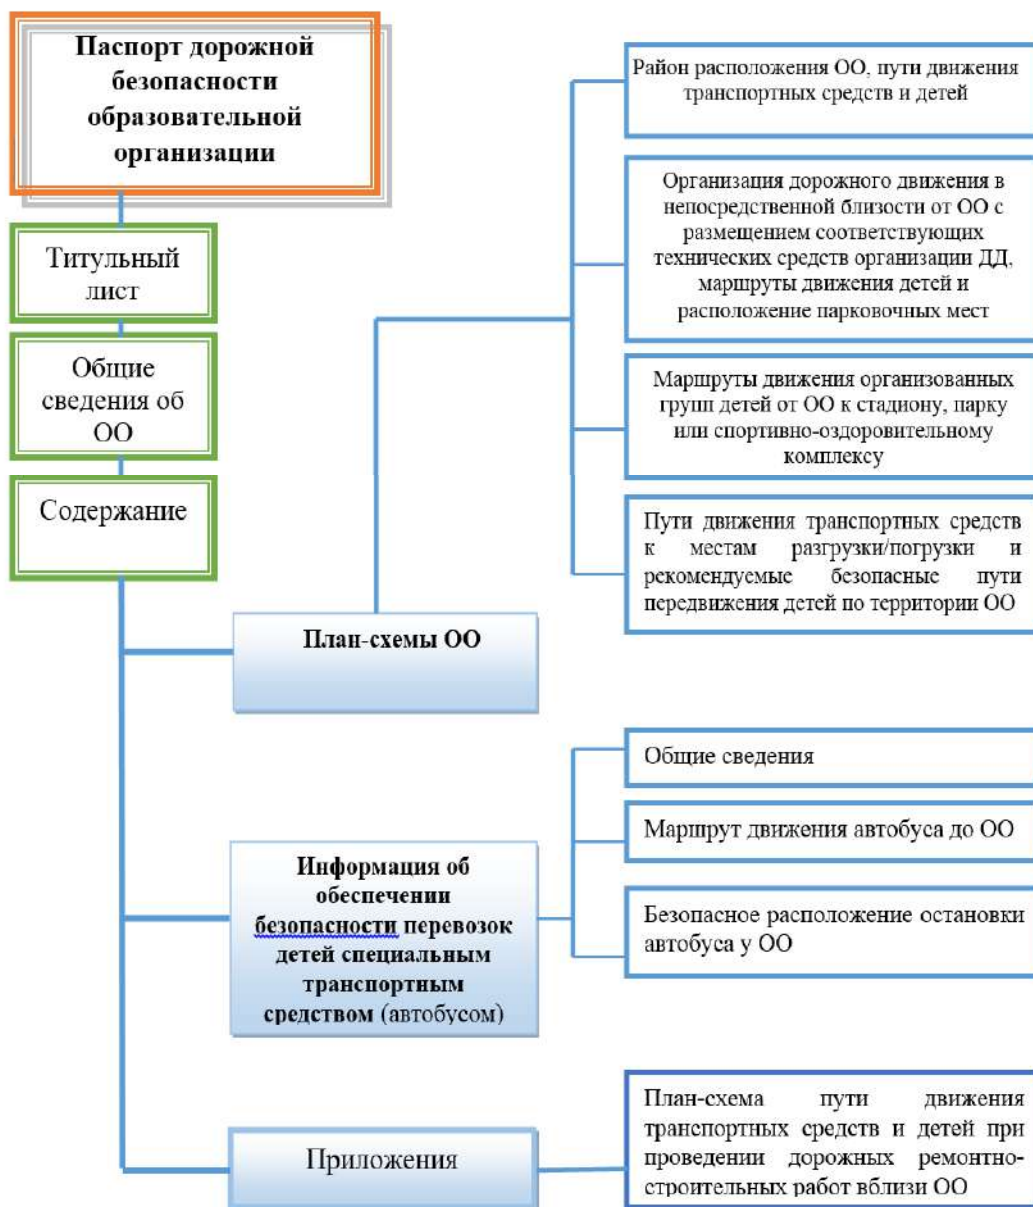 Паспорт дорожной
безопасности
образовательной
организации
Титульный
лист
Общие
сведения об
ОО
Содержание
План-схемы ОО
Район расположения ОО, пути движения
транспортных средств и детей
Организация дорожного движения в
непосредственной близости от ОО с
размещением соответствующих
технических средств организации ДД,
маршруты движения детей и
расположение парковочных мест
Маршруты движения организованных
групп детей от ОО к стадиону, парку
или спортивно-оздоровительному
комплексу
Пути движения транспортных средств
к местам разгрузки/погрузки и
рекомендуемые безопасные пути
передвижения детей по территории ОО
Информация об
обеспечении
безопасности перевозок
детей специальным
транспортным
средством (автобусом)
Общие сведения
Маршрут движения автобуса до ОО
Безопасное расположение остановки
автобуса у ОО
Приложения
План-схема пути движения
транспортных средств и детей при
проведении дорожных ремонтно-
строительных работ вблизи ОО